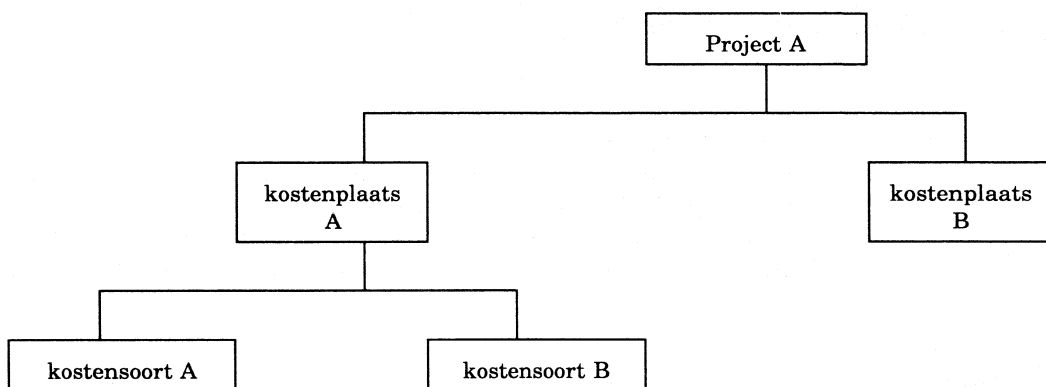 Project A
kostenplaats
A
kostenplaats
B
kostensoort A
kostensoort B